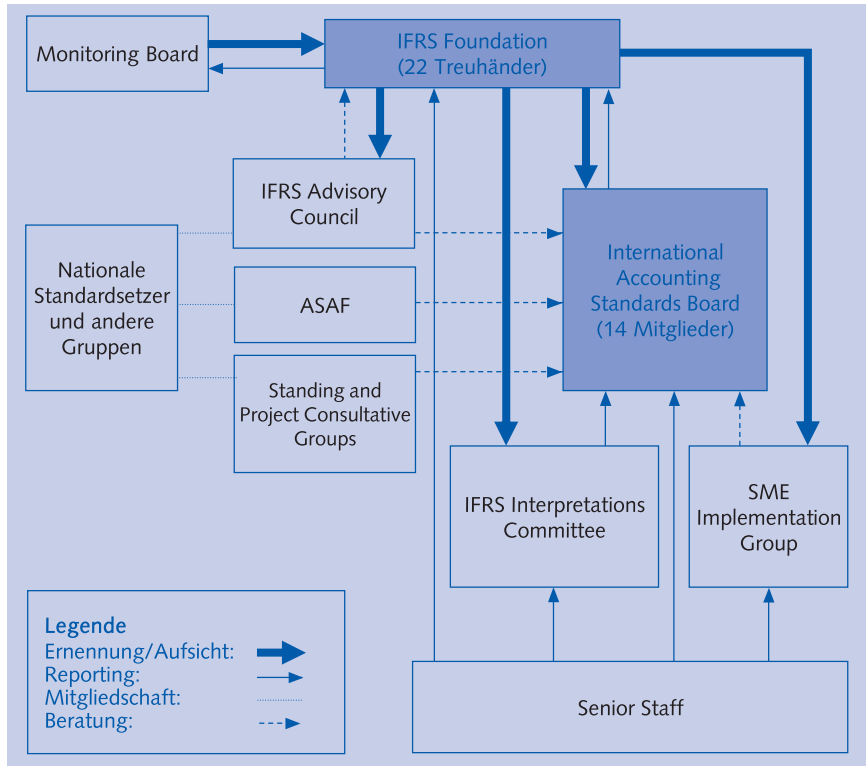 Monitoring Board
IFRS Foundation
(22 Treuhänder)
IFRS Advisory
Council
Nationale
Standardsetzer
und andere
Gruppen
ASAF
International
Accounting
Standards Board
(14 Mitglieder)
Standing and
Project Consultative
Groups
IFRS Interpretations
Committee
SME
Implementation
Group
Legende
Ernennung/Aufsicht:
Reporting:
Mitgliedschaft:
Beratung:
Senior Staff